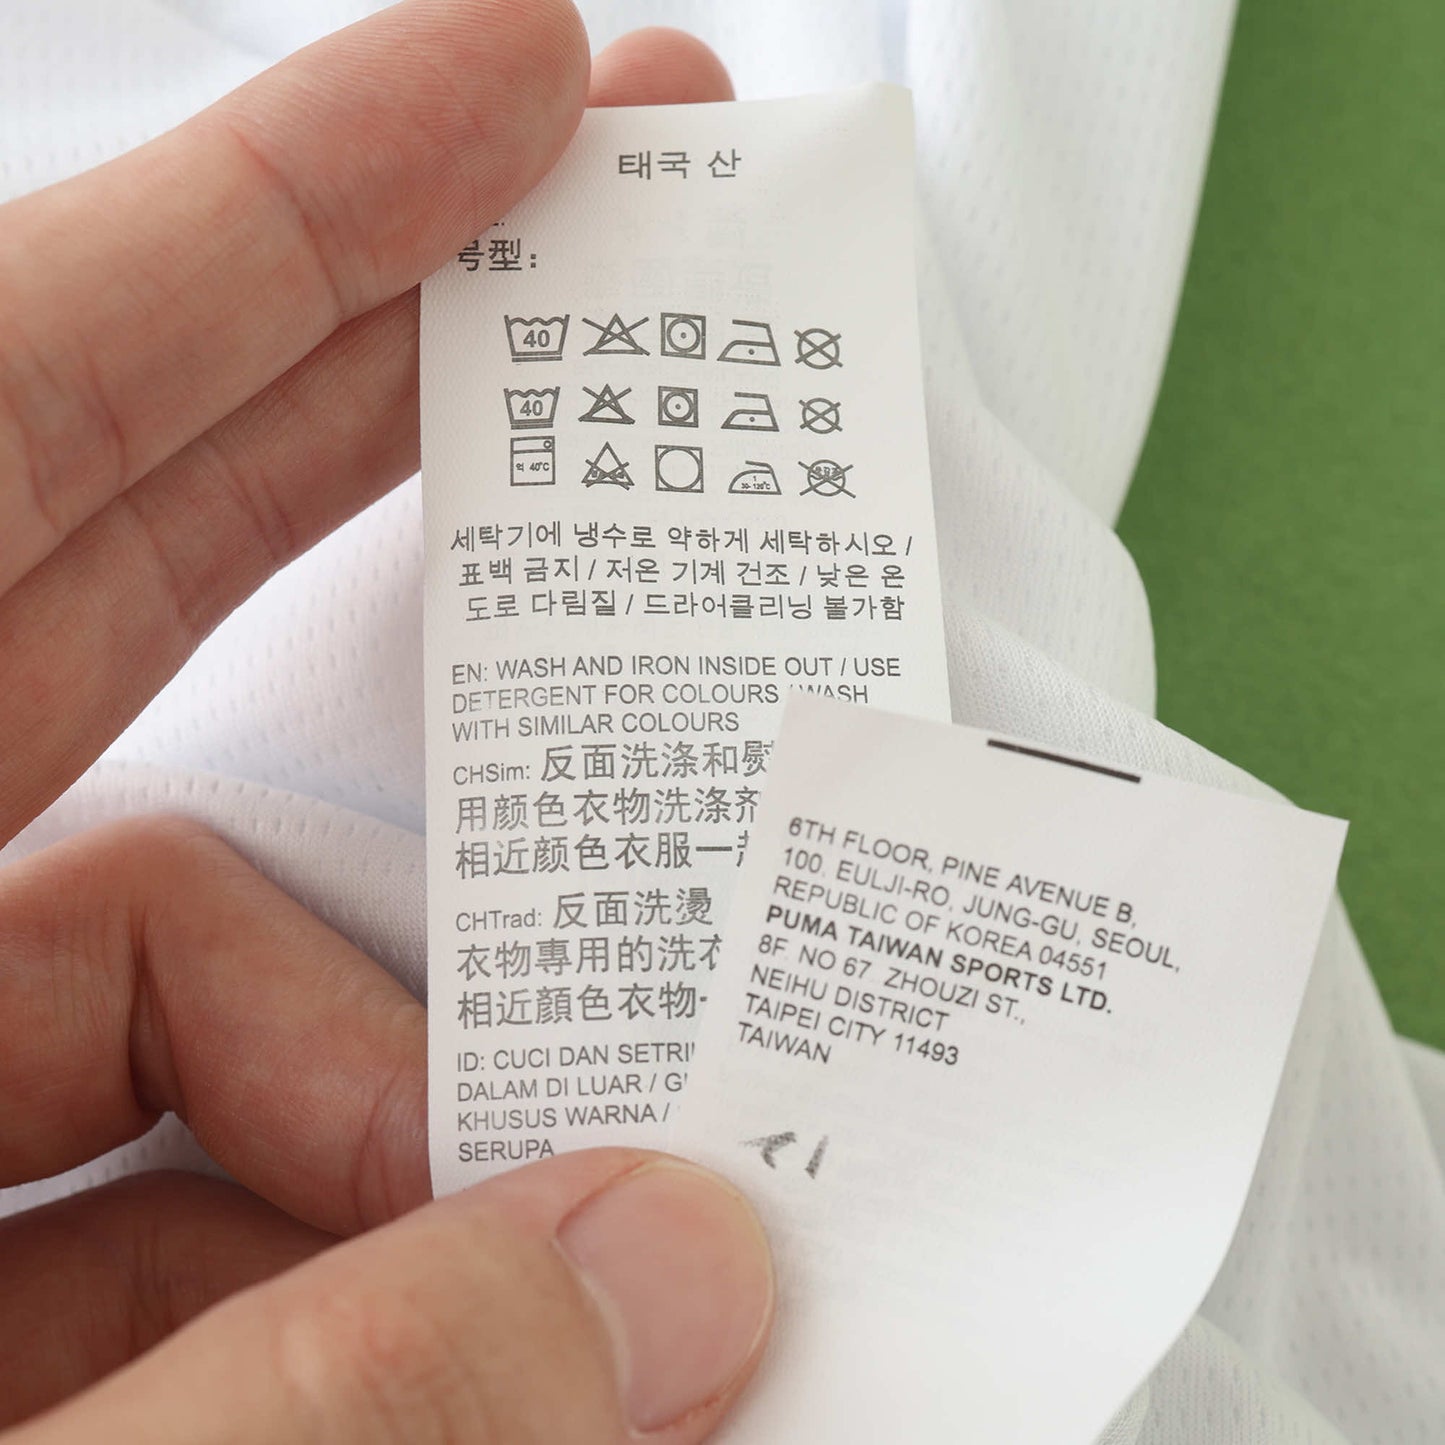 태국 산
号型:
40
40
약 40℃
세탁기에 냉수로 약하게 세탁하시오 /
표백 금지 / 저온 기계 건조 / 낮은 온
도로 다림질 / 드라이클리닝 불가함
EN: WASH AND IRON INSIDE OUT / USE
DETERGENT FOR COLOURS / WASH
WITH SIMILAR COLOURS
CHSim: 反面洗涤和熨
用颜色衣物洗涤剂
相近颜色衣服一
CHTrad: 反面洗燙
衣物專用的洗衣
相近顏色衣物
ID: CUCI DAN SETRI
DALAM DI LUAR / G
KHUSUS WARNA /
SERUPA
6TH FLOOR, PINE AVENUE B,
100, EULJI-RO, JUNG-GU, SEOUL,
REPUBLIC OF KOREA 04551
PUMA TAIWAN SPORTS LTD.
8F. NO 67. ZHOUZI ST.,
NEIHU DISTRICT
TAIPEI CITY 11493
TAIWAN